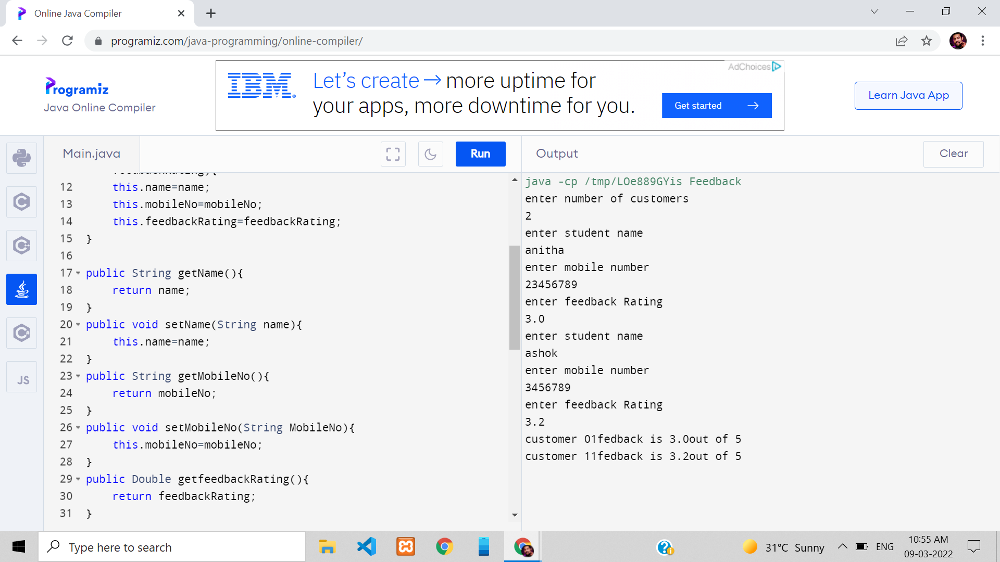 Online Java Compiler
programiz.com/java-programming/online-compiler/
Programiz
Java Online Compiler
IBM®
Let's create → more uptime for
your apps, more downtime for you.
Get started →
AdChoices
Learn Java App
Main.java
Run
12 this.name=name;
13 this.mobileNo=mobileNo;
14 this.feedbackRating=feedbackRating;
15 }
16
17 public String getName(){
18 return name;
19 }
20 public void setName(String name){
21 this.name=name;
22 }
23 public String getMobileNo(){
24 return mobileNo;
25 }
26 public void setMobileNo(String MobileNo){
27 this.mobileNo=mobileNo;
28 }
29 public Double getfeedbackRating(){
30 return feedbackRating;
31 }
Output
Clear
java -cp /tmp/LOe889GYis Feedback
enter number of customers
2
enter student name
anitha
enter mobile number
23456789
enter feedback Rating
3.0
enter student name
ashok
enter mobile number
3456789
enter feedback Rating
3.2
customer 01fedback is 3.0out of 5
customer 11fedback is 3.2out of 5
JS
Type here to search
31°C Sunny
ENG
10:55 AM
09-03-2022